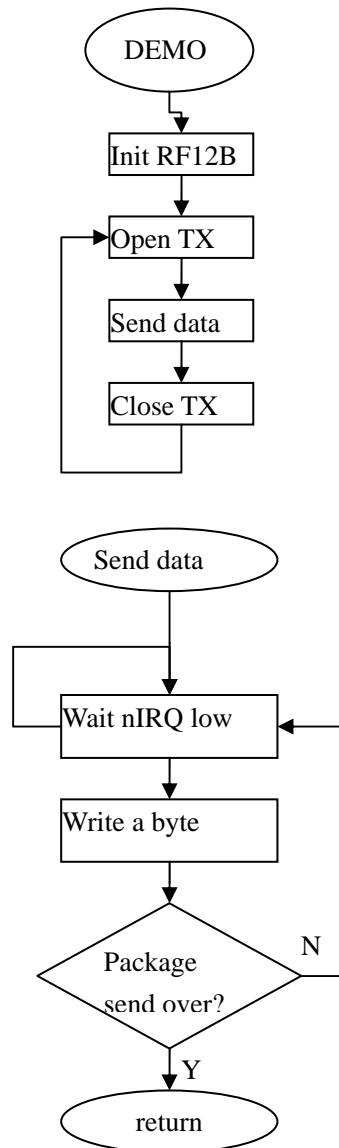 DEMO
Init RF12B
Open TX
Send data
Close TX
Send data
Wait nIRQ low
Write a byte
Package
send over?
N
Y
return